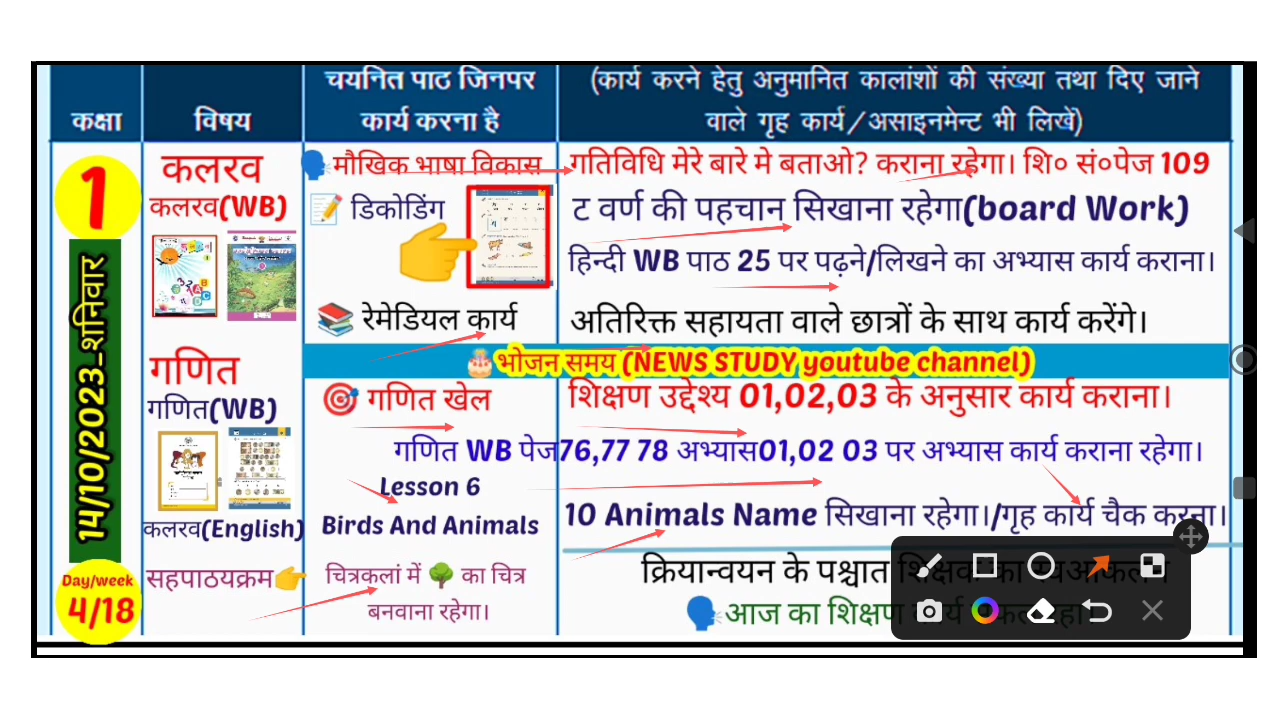 चयनित पाठ जिनपर
कार्य करना है
(कार्य करने हेतु अनुमानित कालांशों की संख्या तथा दिए जाने
वाले गृह कार्य/असाइनमेन्ट भी लिखें)
कक्षा
विषय
1
14/10/2023_शनिवार
Day/week
4/18
कलरव
कलरव(WB)
मौखिक भाषा विकास
गतिविधि मेरे बारे मे बताओ? कराना रहेगा। शि० सं०पेज 109
डिकोडिंग
ट वर्ण की पहचान सिखाना रहेगा(board Work)
हिन्दी WB पाठ 25 पर पढ़ने/लिखने का अभ्यास कार्य कराना।
रेमेडियल कार्य
अतिरिक्त सहायता वाले छात्रों के साथ कार्य करेंगे।
भोजन समय (NEWS STUDY youtube channel)
गणित
गणित(WB)
गणित खेल
शिक्षण उद्देश्य 01,02,03 के अनुसार कार्य कराना।
गणित WB पेज76,77 78 अभ्यास01,02 03 पर अभ्यास कार्य कराना रहेगा।
कलरव(English)
Lesson 6
Birds And Animals
10 Animals Name सिखाना रहेगा।/गृह कार्य चैक करना।
सहपाठयक्रम
चित्रकलां में का चित्र
बनवाना रहेगा।
क्रियान्वयन के पश्चात
आज का शिक्षण